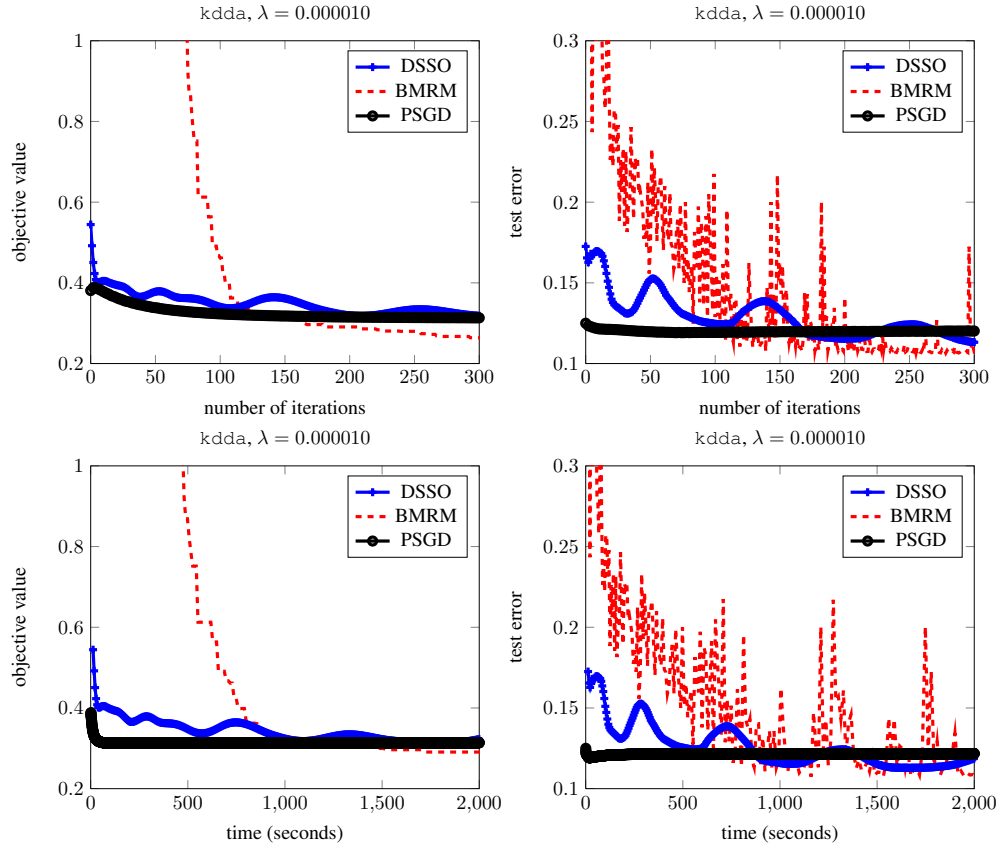 kdda, λ = 0.000010
1
0.8
0.6
0.4
0.2
objective value
DSSO
BMRM
PSGD
0 50 100 150 200 250 300
number of iterations
kdda, λ = 0.000010
0.3
0.25
0.2
0.15
0.1
test error
DSSO
BMRM
PSGD
0 50 100 150 200 250 300
number of iterations
kdda, λ = 0.000010
1
0.8
0.6
0.4
0.2
objective value
DSSO
BMRM
PSGD
0 500 1,000 1,500 2,000
time (seconds)
kdda, λ = 0.000010
0.3
0.25
0.2
0.15
0.1
test error
DSSO
BMRM
PSGD
0 500 1,000 1,500 2,000
time (seconds)